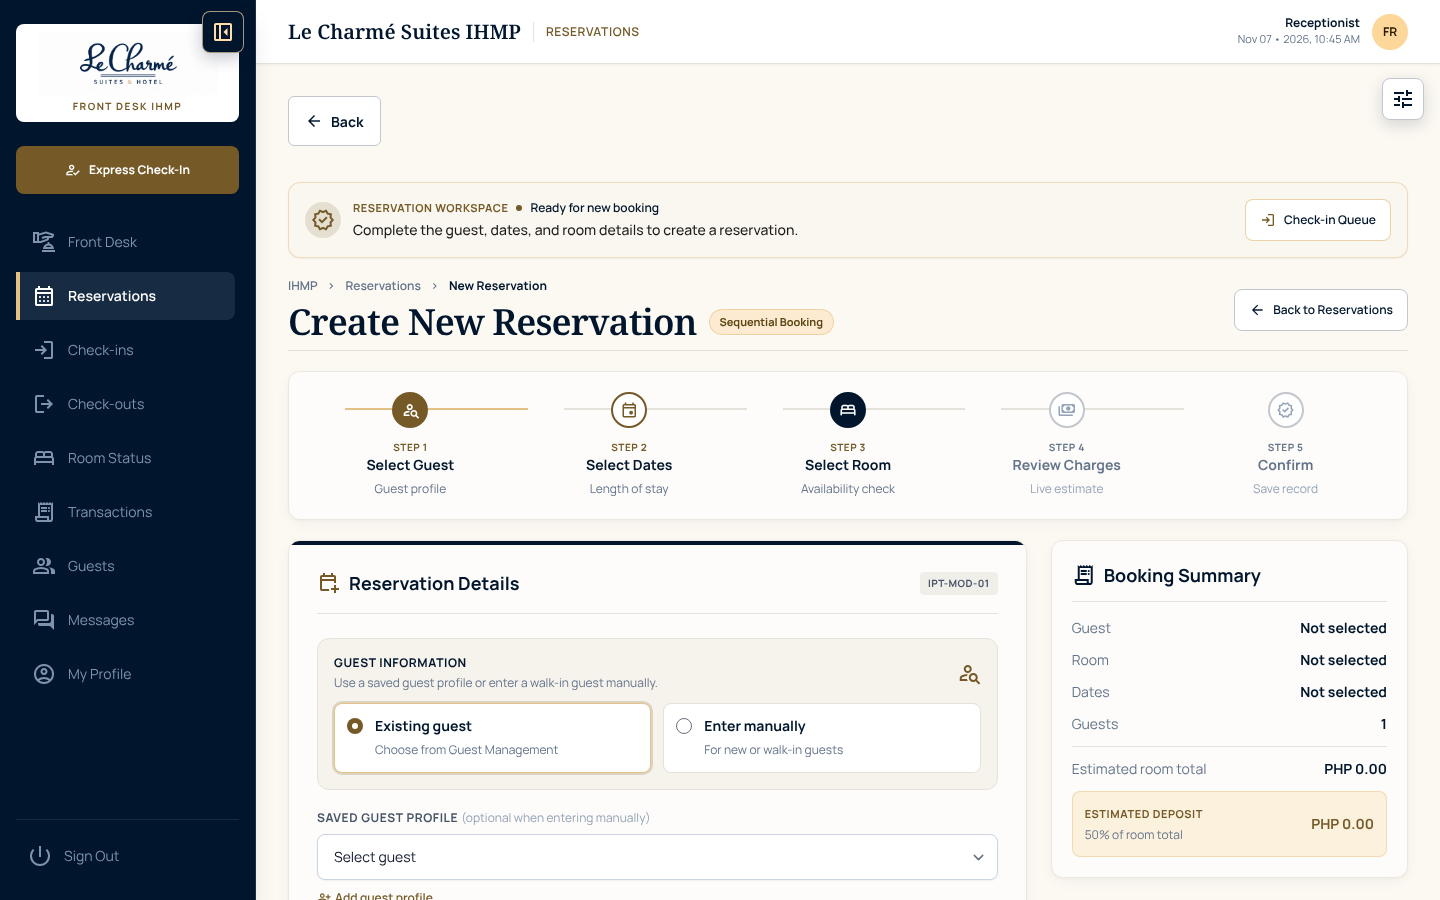 Le Charmé
SUITES & HOTEL
FRONT DESK IHMP
Express Check-In
Front Desk
Reservations
Check-ins
Check-outs
Room Status
Transactions
Guests
Messages
My Profile
Sign Out
Le Charmé Suites IHMP
RESERVATIONS
Receptionist
Nov 07 • 2026, 10:45 AM
FR
Back
RESERVATION WORKSPACE • Ready for new booking
Complete the guest, dates, and room details to create a reservation.
Check-in Queue
IHMP › Reservations › New Reservation
Create New Reservation
Sequential Booking
Back to Reservations
STEP 1
Select Guest
Guest profile
STEP 2
Select Dates
Length of stay
STEP 3
Select Room
Availability check
STEP 4
Review Charges
Live estimate
STEP 5
Confirm
Save record
Reservation Details
IPT-MOD-01
GUEST INFORMATION
Use a saved guest profile or enter a walk-in guest manually.
Existing guest
Choose from Guest Management
Enter manually
For new or walk-in guests
SAVED GUEST PROFILE (optional when entering manually)
Select guest
Add guest profile
Booking Summary
Guest Not selected
Room Not selected
Dates Not selected
Guests 1
Estimated room total PHP 0.00
ESTIMATED DEPOSIT
50% of room total
PHP 0.00